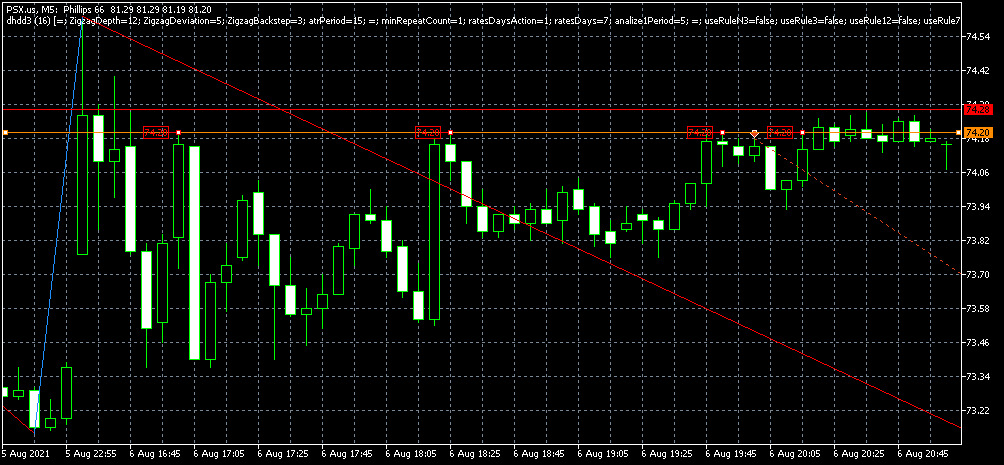 PSX.us, M5: Phillips 66 81.29 81.29 81.19 81.20
dhdd3 (16) [=; ZigzagDepth=12; ZigzagDeviation=5; ZigzagBackstep=3; atrPeriod=15; =; minRepeatCount=1; ratesDaysAction=1; ratesDays=7; analize1Period=5; =; useRuleN3=false; useRule3=false; useRule12=false; useRule7
74.54
74.42
74.20 74.20 74.20 74.20 74.20
74.18
74.06
73.94
73.82
73.70
73.58
73.46
73.34
73.22
5 Aug 2021 5 Aug 22:55 6 Aug 16:45 6 Aug 17:05 6 Aug 17:25 6 Aug 17:45 6 Aug 18:05 6 Aug 18:25 6 Aug 18:45 6 Aug 19:05 6 Aug 19:25 6 Aug 19:45 6 Aug 20:05 6 Aug 20:25 6 Aug 20:45